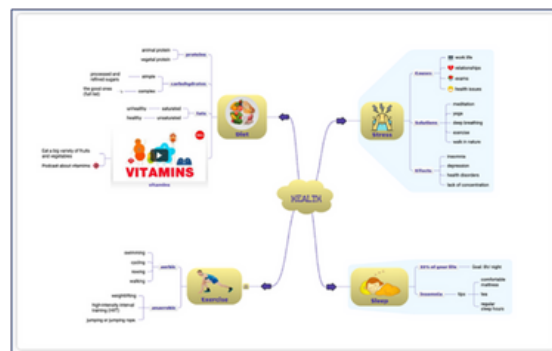 HEALTH
Diet
proteins
animal protein
vegetal protein
carbohydrates
simple
processed and
refined sugars
complex
the good ones
fats
saturated
unhealthy
unsaturated
healthy
VITAMINS
vitamins
Eat a big variety of fruits
and vegetables
Podcast about vitamins
Stress
Causes
work life
relationships
exams
health issues
Solutions
meditation
yoga
deep breathing
exercise
walk in nature
Effects
insomnia
depression
health disorders
lack of concentration
Exercise
aerobic
swimming
cycling
rowing
walking
anaerobic
weightlifting
high-intensity interval
training (HIIT)
jumping or jumping rope
Sleep
33% of your life
Goal: 8h/ night
Essentials
tips
comfortable
mattress
tea
regular
sleep hours